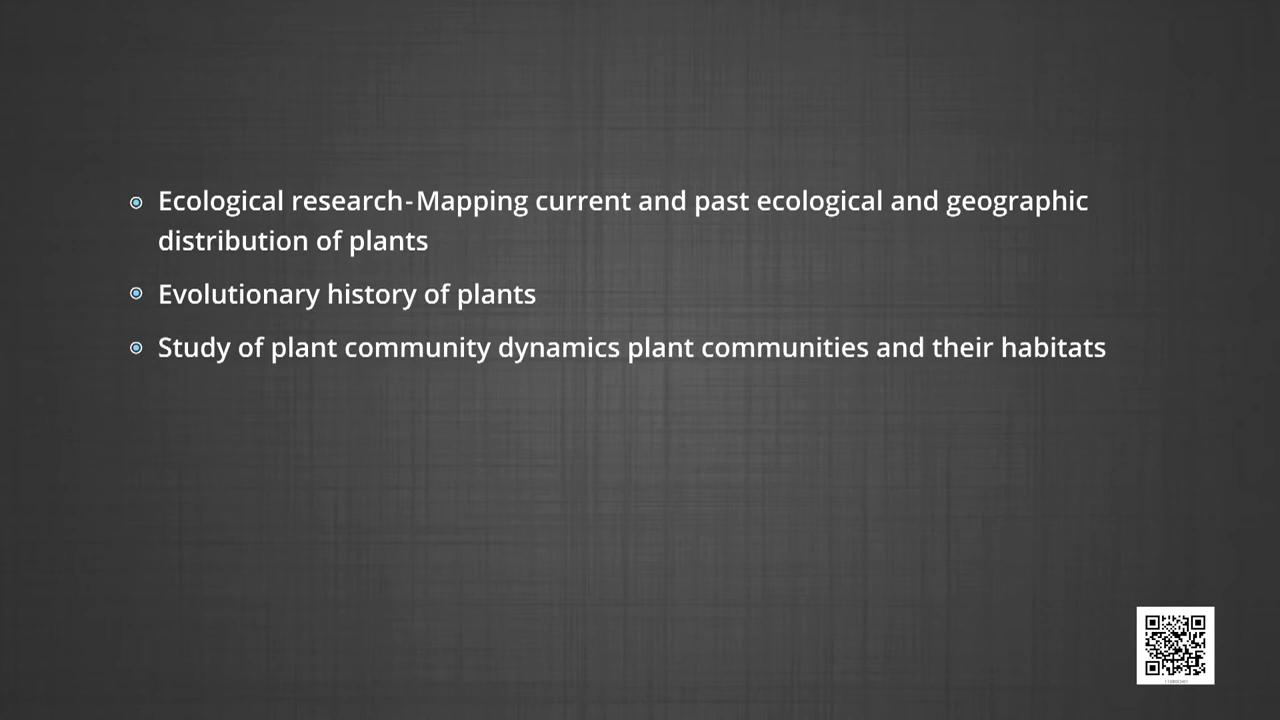 Ecological research-Mapping current and past ecological and geographic
distribution of plants
Evolutionary history of plants
Study of plant community dynamics plant communities and their habitats